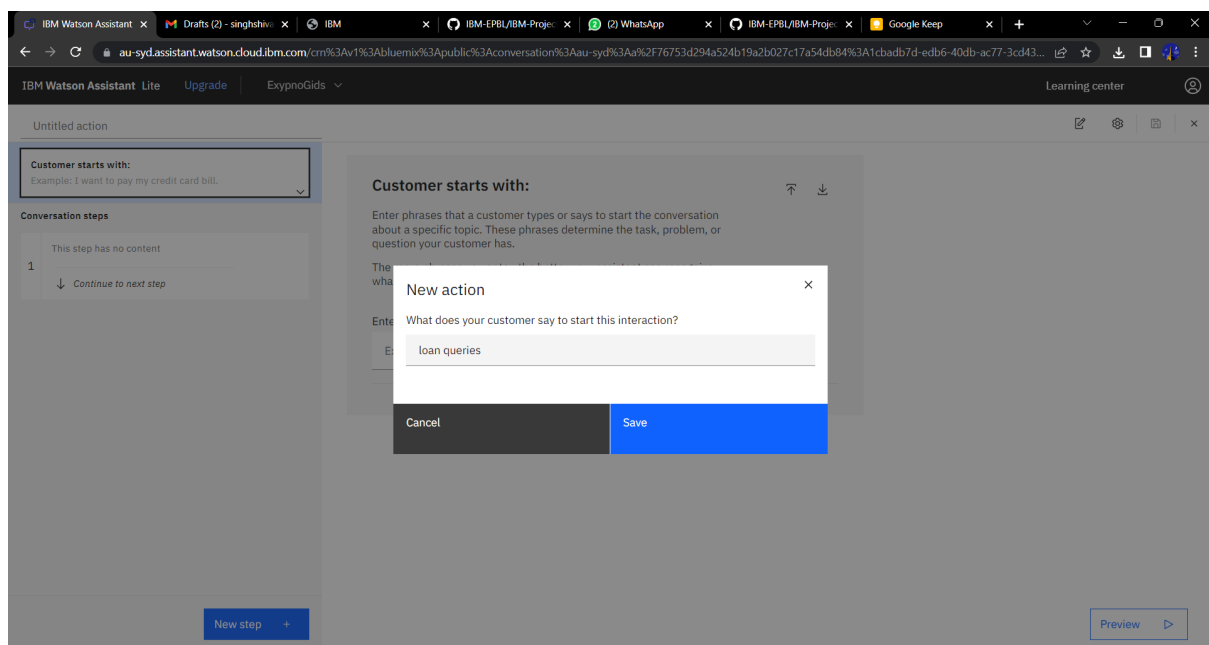 IBM Watson Assistant
Drafts (2) - singhshiva
IBM
IBM-EPBL/IBM-Projec
(2) WhatsApp
IBM-EPBL/IBM-Projec
Google Keep
au-syd.assistant.watson.cloud.ibm.com/crn%3Av1%3Abluemix%3Apublic%3Aconversation%3Aau-syd%3Aa%2F76753d294a524b19a2b027c17a54db84%3A1cbadb7d-edb6-40db-ac77-3cd43...
IBM Watson Assistant Lite Upgrade ExypnoGids Learning center
Untitled action
Customer starts with:
Example: I want to pay my credit card bill.
Conversation steps
This step has no content
1
Continue to next step
New step +
Customer starts with:
Enter phrases that a customer types or says to start the conversation
about a specific topic. These phrases determine the task, problem, or
question your customer has.
The
wha
Ente
New action
What does your customer say to start this interaction?
loan queries
Cancel Save
Preview